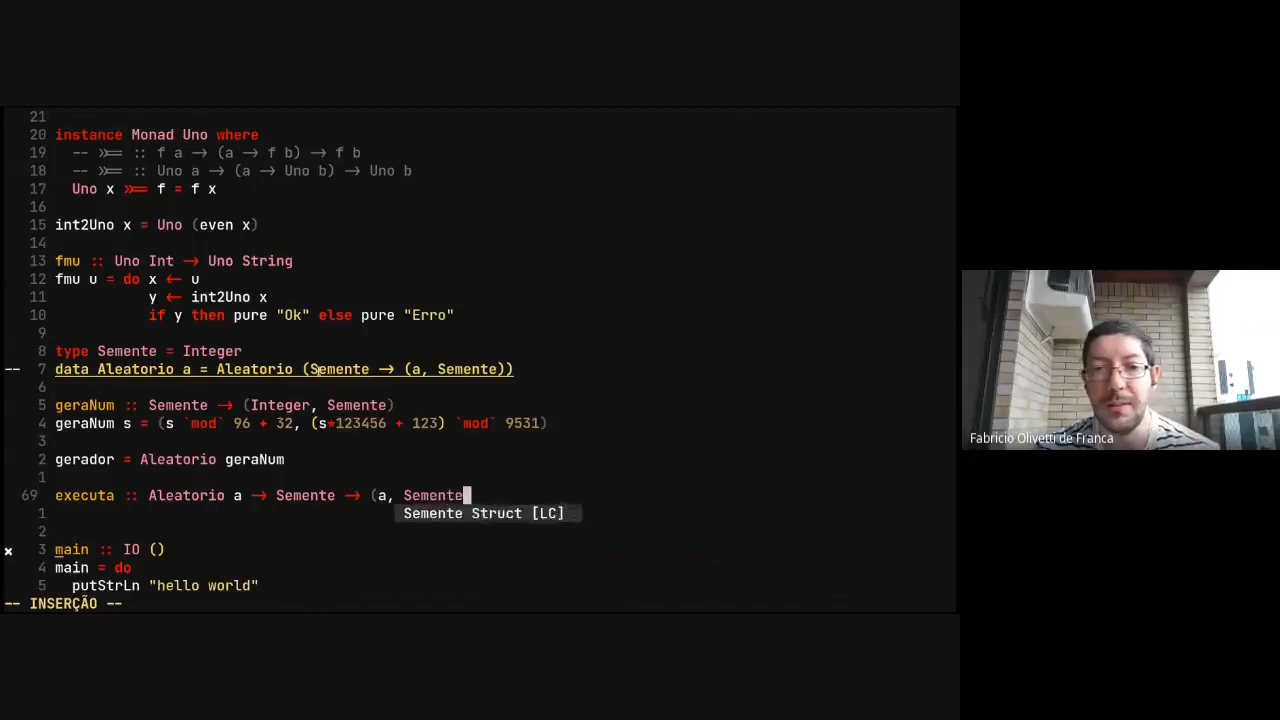 21
20 instance Monad Uno where
19 -- >>= :: f a -> (a -> f b) -> f b
18 -- >>= :: Uno a -> (a -> Uno b) -> Uno b
17 Uno x >>= f = f x
16
15 int2Uno x = Uno (even x)
14
13 fmu :: Uno Int -> Uno String
12 fmu u = do x <- u
11 y <- int2Uno x
10 if y then pure "Ok" else pure "Erro"
9
8 type Semente = Integer
-- 7 data Aleatorio a = Aleatorio (Semente -> (a, Semente))
6
5 geraNum :: Semente -> (Integer, Semente)
4 geraNum s = (s `mod` 96 + 32, (s*123456 + 123) `mod` 9531)
3
2 gerador = Aleatorio geraNum
1
69 executa :: Aleatorio a -> Semente -> (a, Semente
1 Semente Struct [LC]
2
× 3 main :: IO ()
4 main = do
5 putStrLn "hello world"
-- INSERÇÃO --
Fabrício Olivetti de França